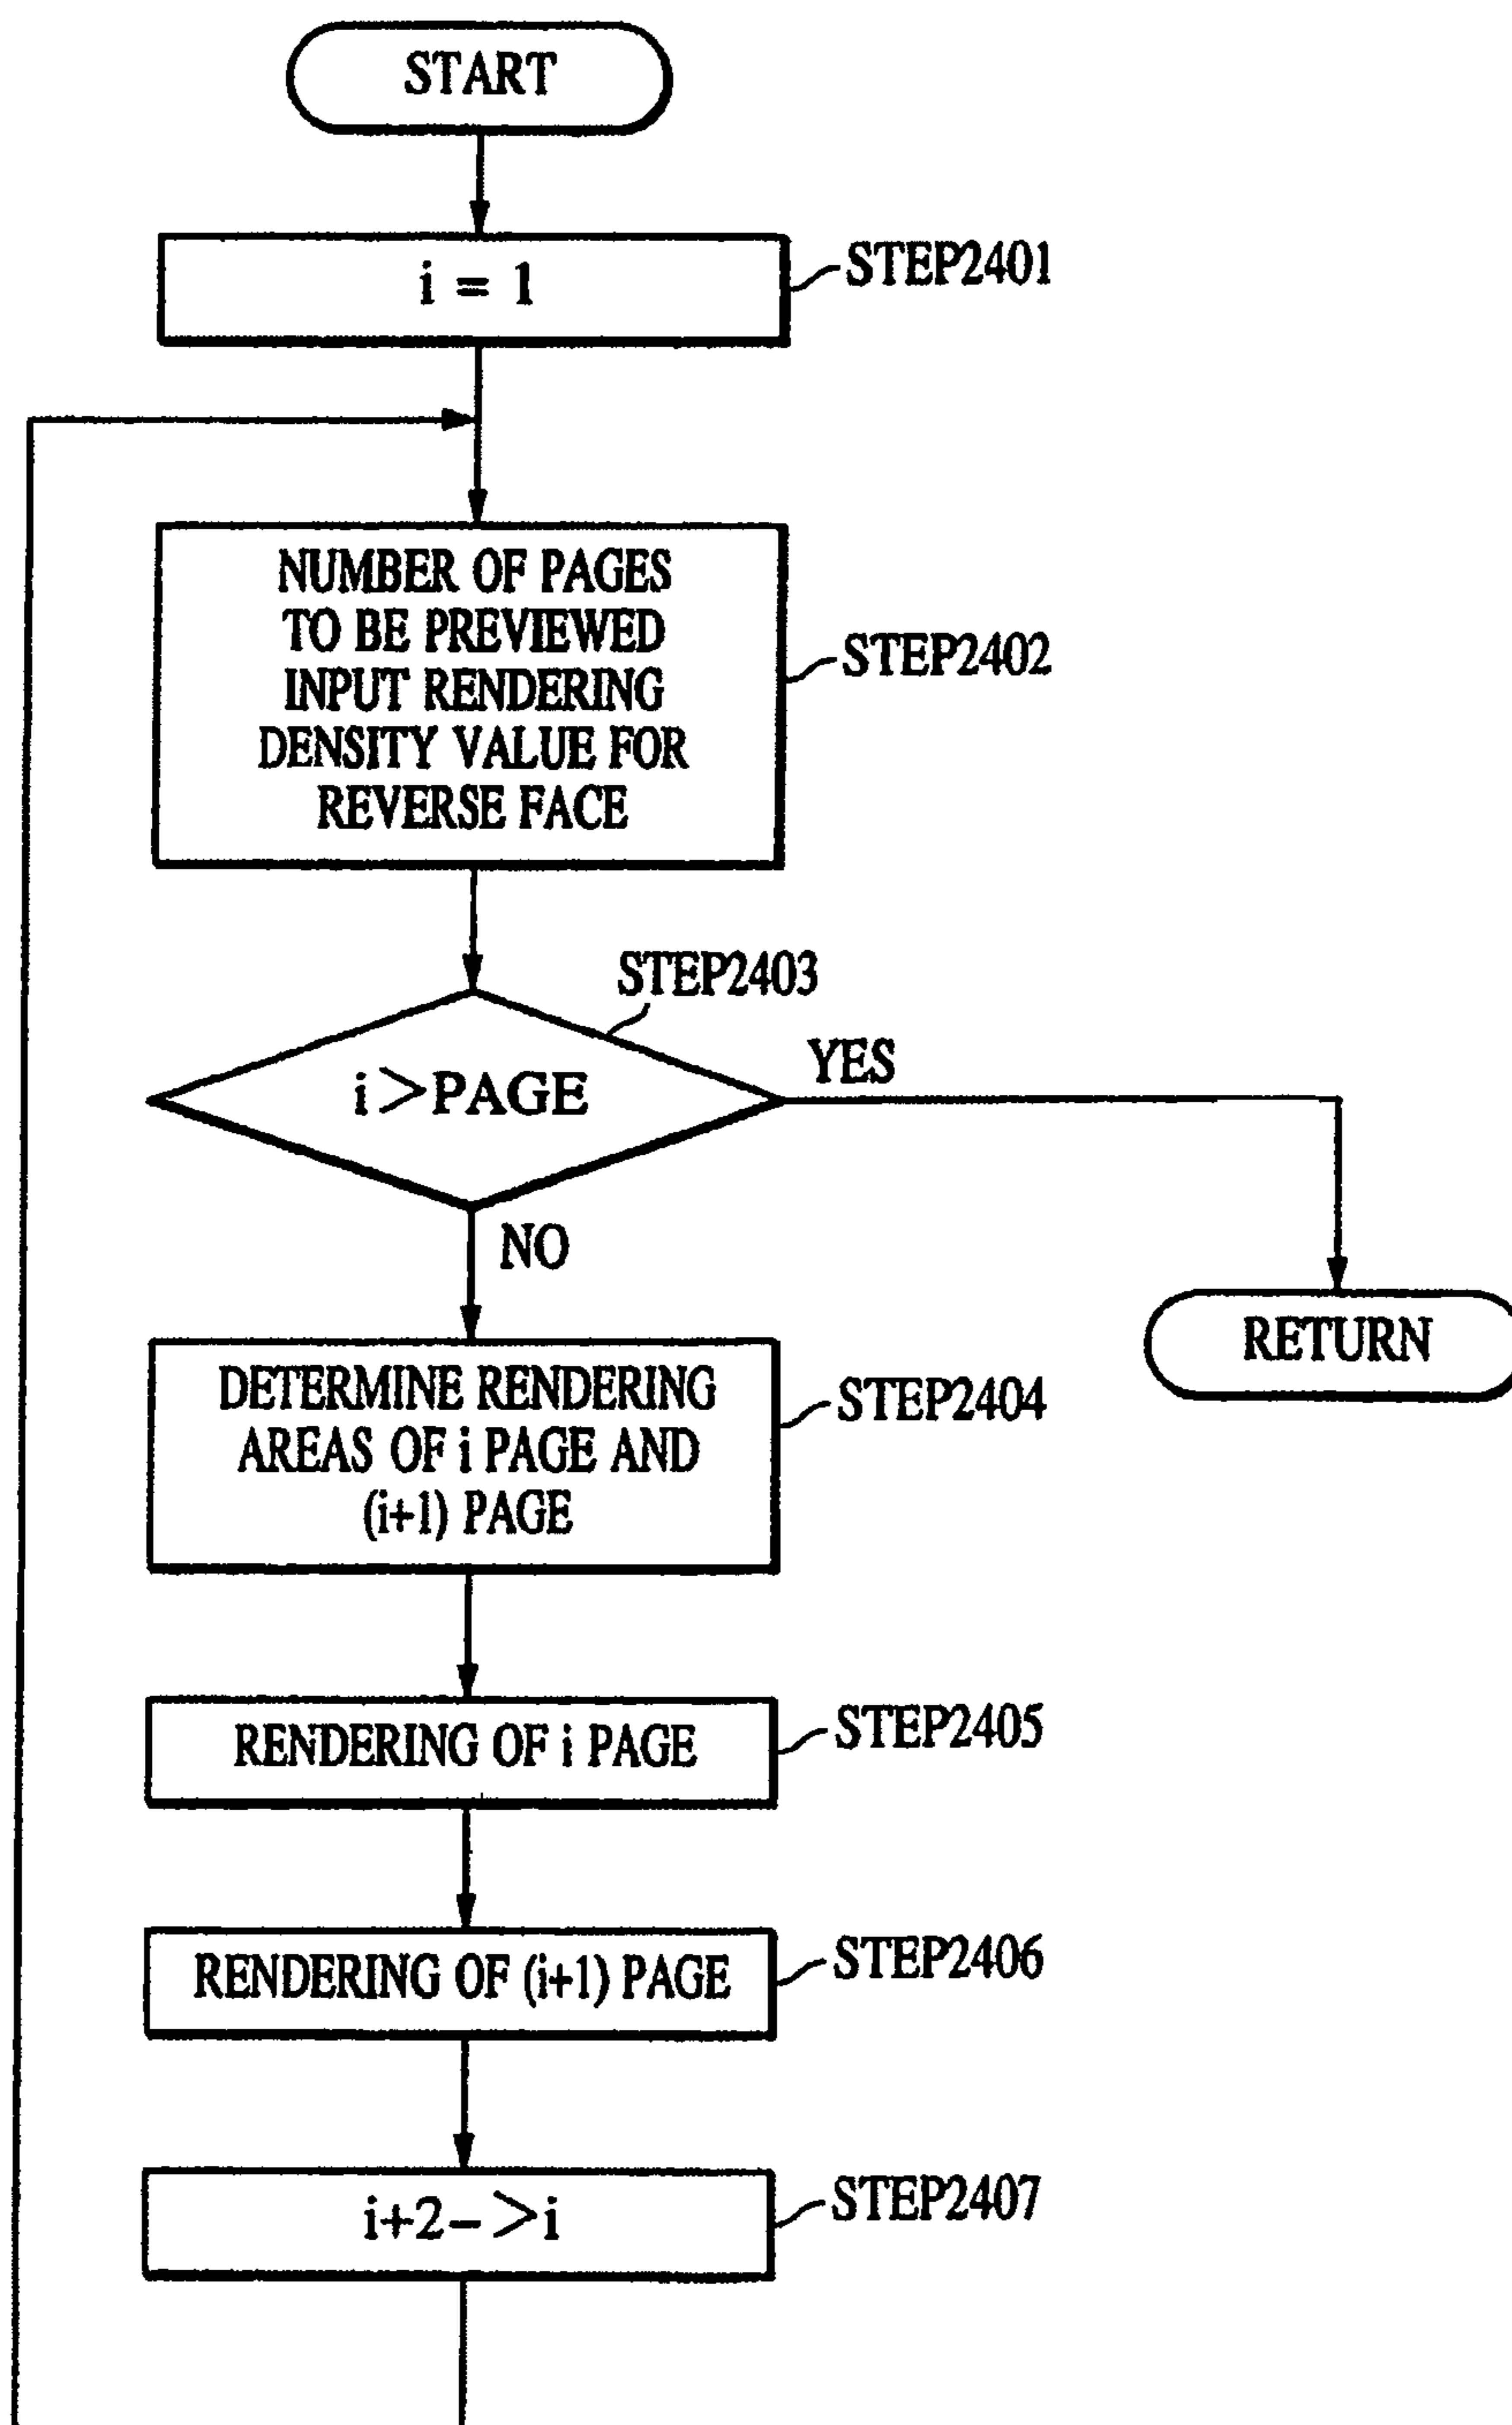 START
i = 1
STEP2401
NUMBER OF PAGES
TO BE PREVIEWED
INPUT RENDERING
DENSITY VALUE FOR
REVERSE FACE
STEP2402
STEP2403
i>PAGE
YES
NO
RETURN
DETERMINE RENDERING
AREAS OF i PAGE AND
(i+1) PAGE
STEP2404
RENDERING OF i PAGE
STEP2405
RENDERING OF (i+1) PAGE
STEP2406
i+2->i
STEP2407